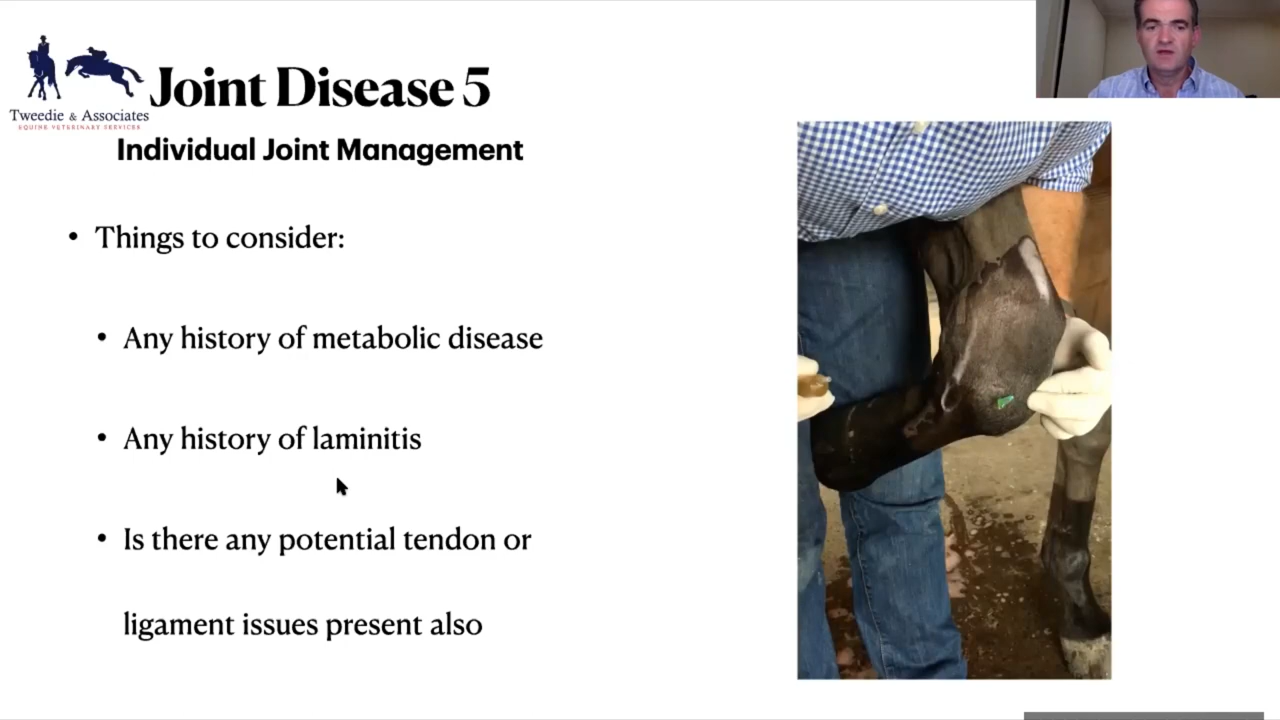 Tweedie & Associates
EQUINE VETERINARY SERVICES
Joint Disease 5
Individual Joint Management
• Things to consider:
• Any history of metabolic disease
• Any history of laminitis
• Is there any potential tendon or
ligament issues present also